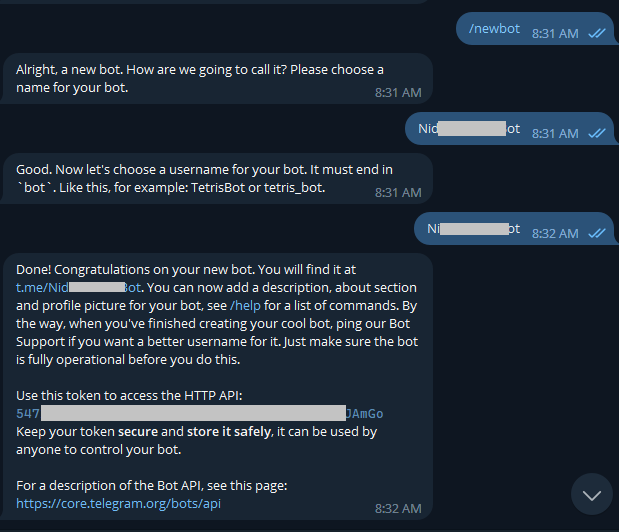 /newbot 8:31 AM
Alright, a new bot. How are we going to call it? Please choose a
name for your bot.
8:31 AM
Nid ot 8:31 AM
Good. Now let's choose a username for your bot. It must end in
`bot`. Like this, for example: TetrisBot or tetris_bot.
8:31 AM
Ni ot 8:32 AM
Done! Congratulations on your new bot. You will find it at
t.me/Nid Bot. You can now add a description, about section
and profile picture for your bot, see /help for a list of commands. By
the way, when you've finished creating your cool bot, ping our Bot
Support if you want a better username for it. Just make sure the bot
is fully operational before you do this.
Use this token to access the HTTP API:
547 JAmGo
Keep your token secure and store it safely, it can be used by
anyone to control your bot.
For a description of the Bot API, see this page:
https://core.telegram.org/bots/api
8:32 AM